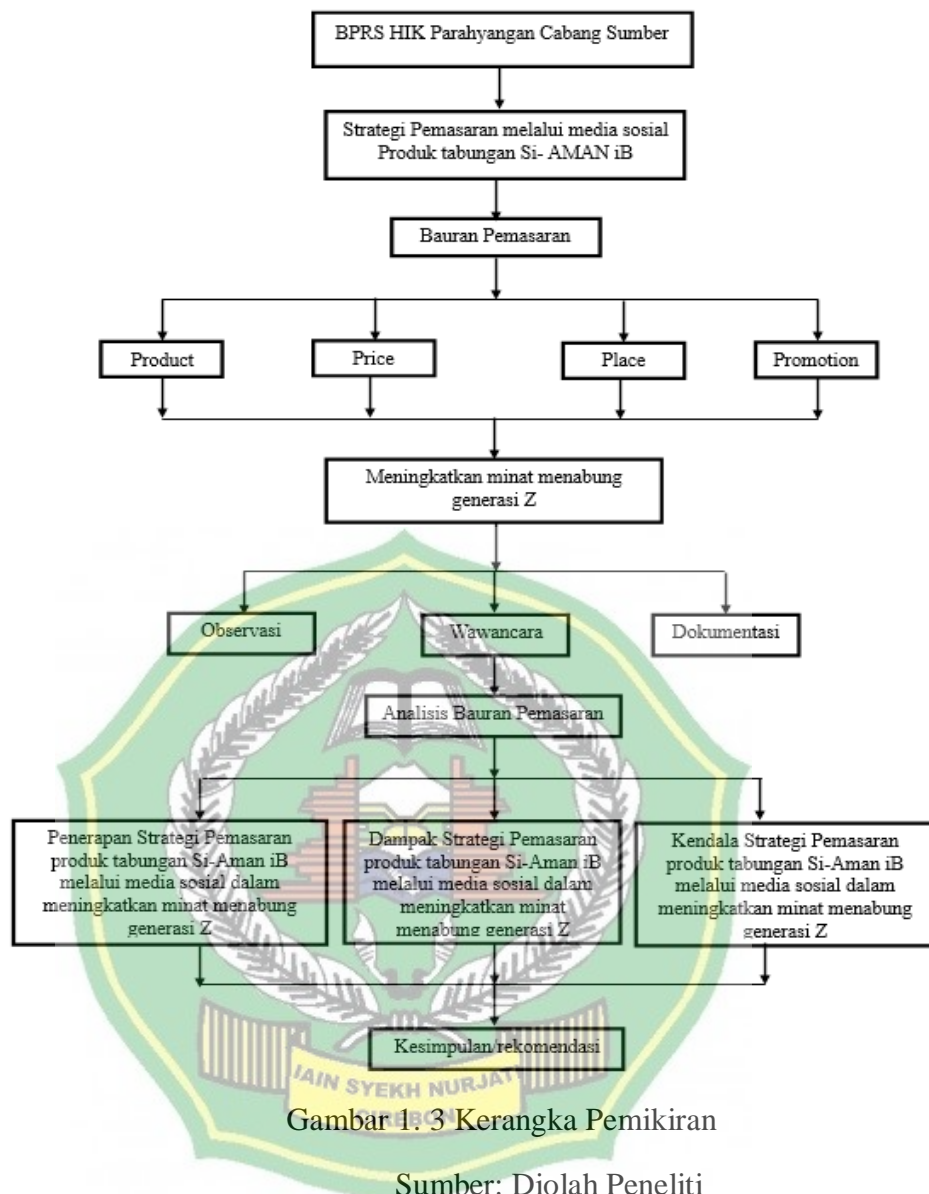 BPRS HIK Parahyangan Cabang Sumber
Strategi Pemasaran melalui media sosial
Produk tabungan Si- AMAN iB
Bauran Pemasaran
Product
Price
Place
Promotion
Meningkatkan minat menabung
generasi Z
Observasi
Wawancara
Dokumentasi
Analisis Bauran Pemasaran
Penerapan Strategi Pemasaran
produk tabungan Si-Aman iB
melalui media sosial dalam
meningkatkan minat menabung
generasi Z
Dampak Strategi Pemasaran
produk tabungan Si-Aman iB
melalui media sosial dalam
meningkatkan minat
menabung generasi Z
Kendala Strategi Pemasaran
produk tabungan Si-Aman iB
melalui media sosial dalam
meningkatkan minat menabung
generasi Z
Kesimpulan/rekomendasi
IAIN SYEKH NURJATI
CIREBON
Gambar 1. 3 Kerangka Pemikiran
Sumber: Diolah Peneliti